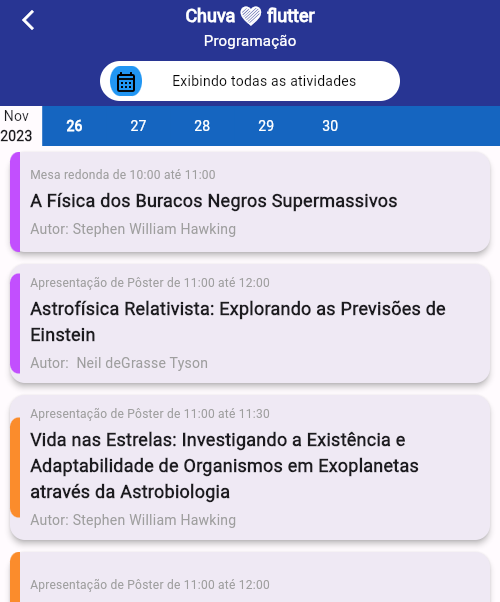 Chuva flutter
Programação
Exibindo todas as atividades
Nov
2023
26 27 28 29 30
Mesa redonda de 10:00 até 11:00
A Física dos Buracos Negros Supermassivos
Autor: Stephen William Hawking
Apresentação de Pôster de 11:00 até 12:00
Astrofísica Relativista: Explorando as Previsões de
Einstein
Autor: Neil deGrasse Tyson
Apresentação de Pôster de 11:00 até 11:30
Vida nas Estrelas: Investigando a Existência e
Adaptabilidade de Organismos em Exoplanetas
através da Astrobiologia
Autor: Stephen William Hawking
Apresentação de Pôster de 11:00 até 12:00